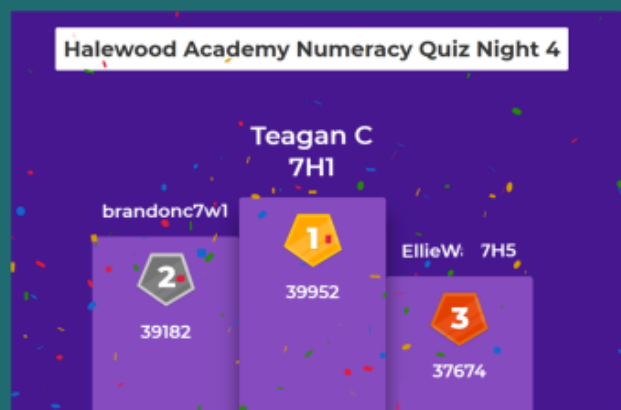 Halewood Academy Numeracy Quiz Night 4
Teagan C
7H1
brandonc7w1
1
EllieW 7H5
2
39952
3
39182
37674